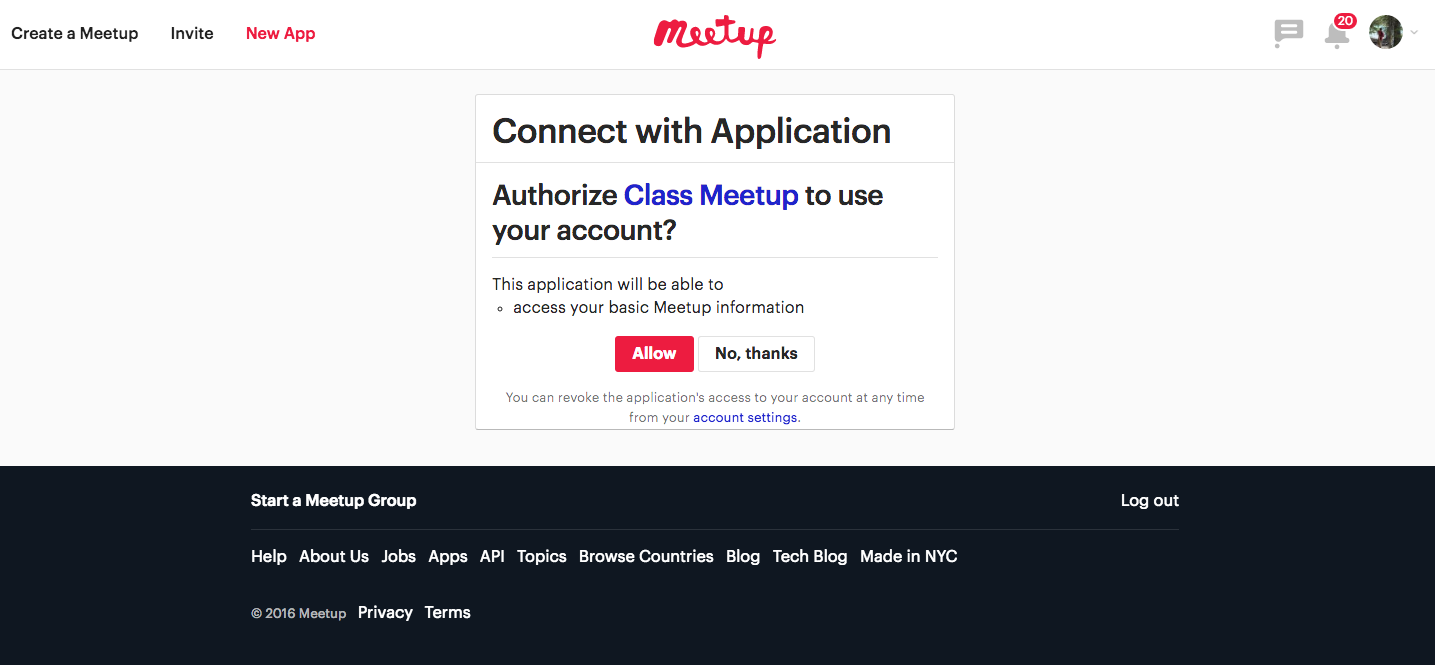 Create a Meetup Invite New App
Meetup
20
Connect with Application
Authorize Class Meetup to use
your account?
This application will be able to
access your basic Meetup information
Allow No, thanks
You can revoke the application's access to your account at any time
from your account settings.
Start a Meetup Group Log out
Help About Us Jobs Apps API Topics Browse Countries Blog Tech Blog Made in NYC
© 2016 Meetup Privacy Terms